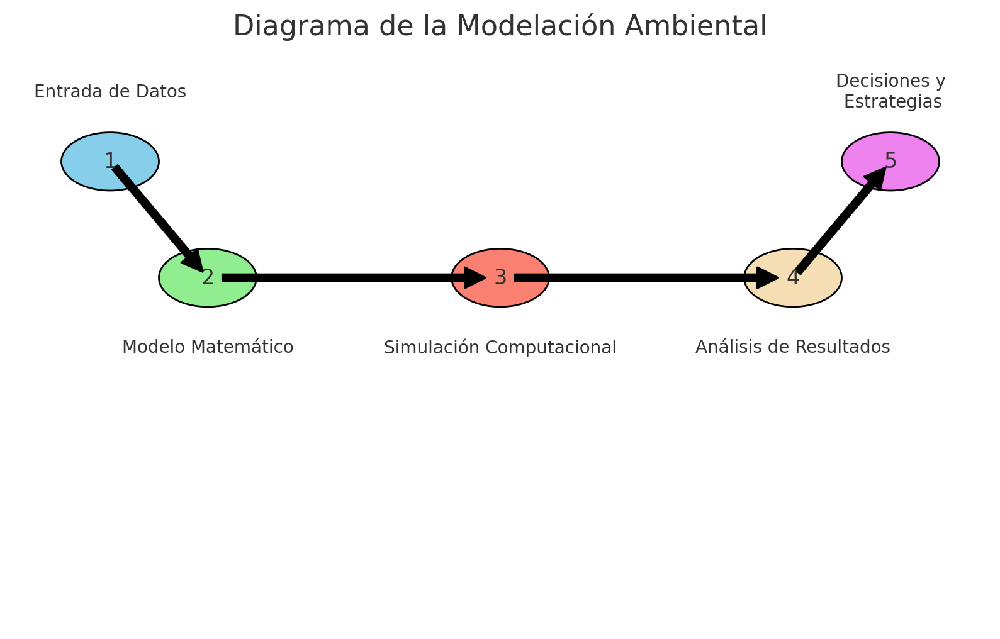 Diagrama de la Modelación Ambiental
Entrada de Datos
Decisiones y
Estrategias
1
5
2
3
4
Modelo Matemático
Simulación Computacional
Análisis de Resultados